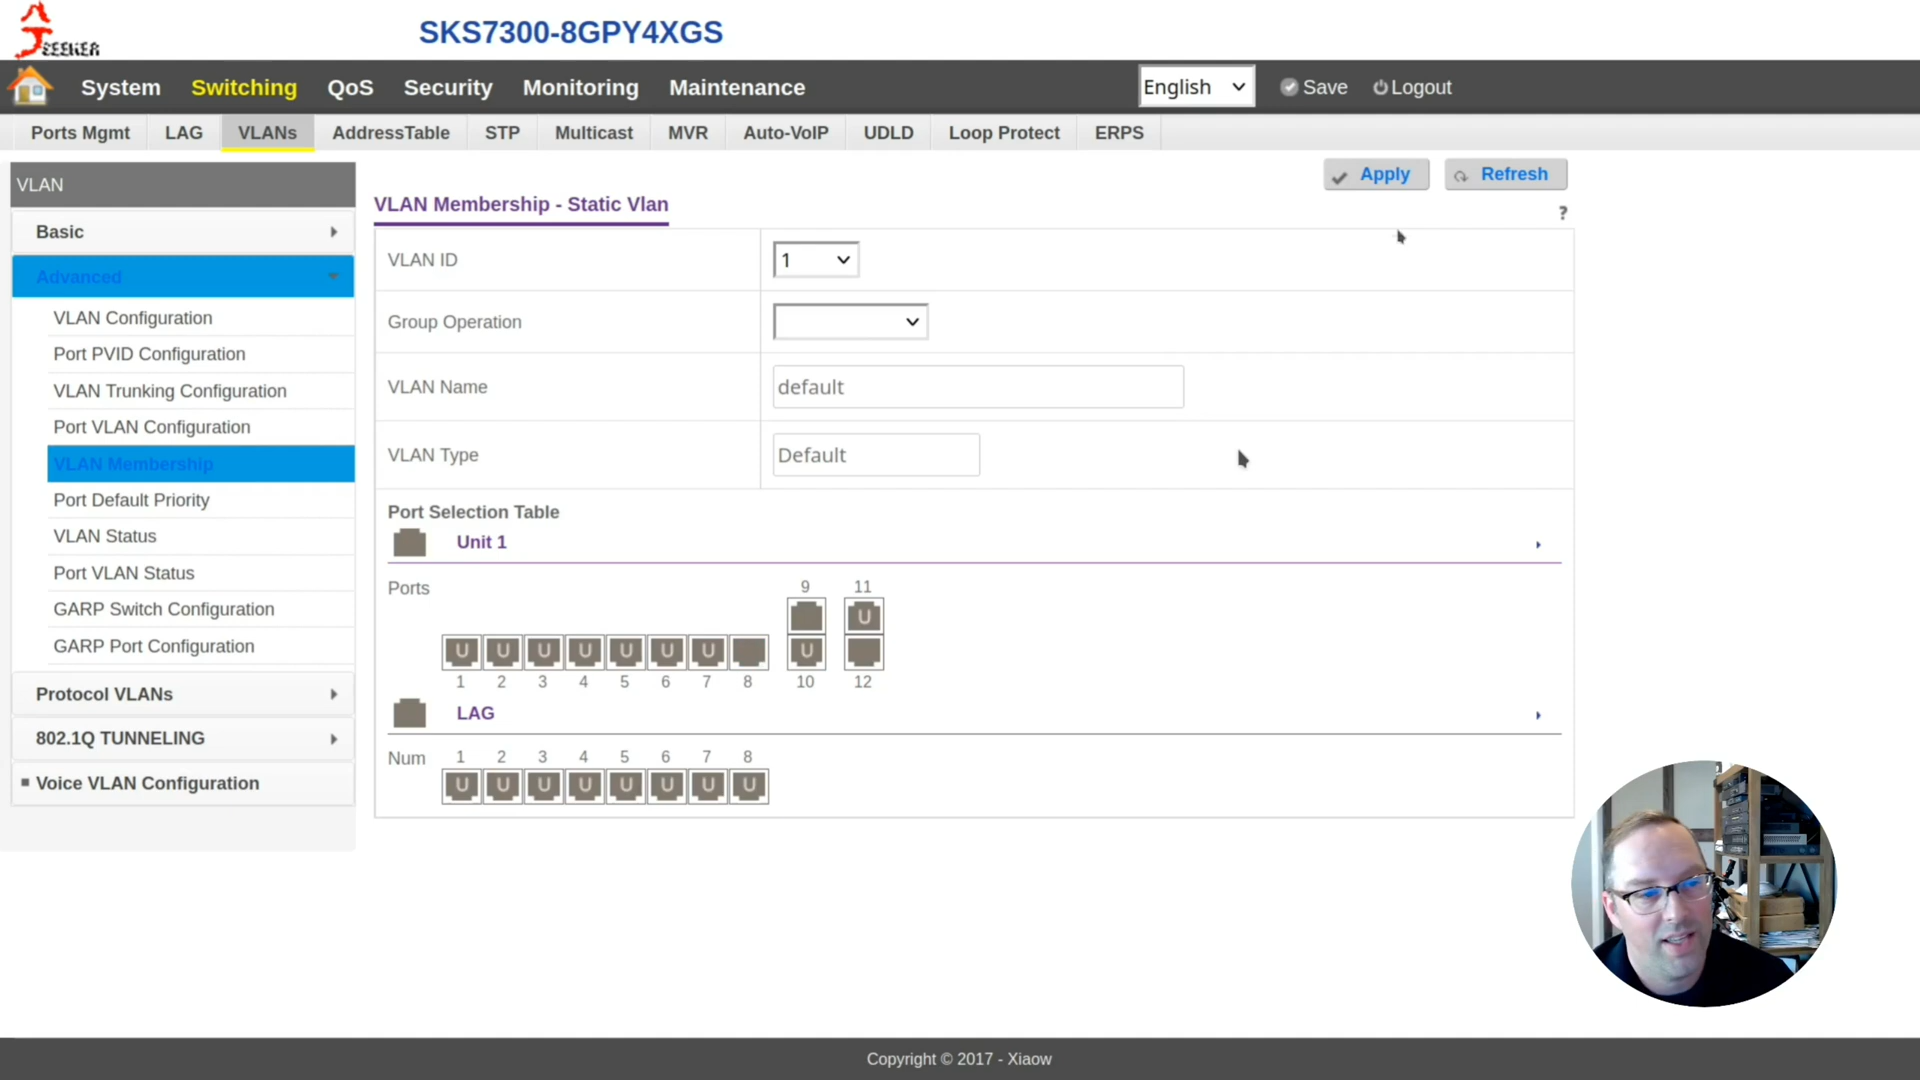 SEEKER
SKS7300-8GPY4XGS
System Switching QoS Security Monitoring Maintenance English Save Logout
Ports Mgmt LAG VLANs AddressTable STP Multicast MVR Auto-VoIP UDLD Loop Protect ERPS
VLAN
Basic
Advanced
VLAN Configuration
Port PVID Configuration
VLAN Trunking Configuration
Port VLAN Configuration
VLAN Membership
Port Default Priority
VLAN Status
Port VLAN Status
GARP Switch Configuration
GARP Port Configuration
Protocol VLANs
802.1Q TUNNELING
Voice VLAN Configuration
Apply Refresh
VLAN Membership - Static Vlan ?
VLAN ID 1
Group Operation
VLAN Name default
VLAN Type Default
Port Selection Table
Unit 1
Ports 9 11
U
U U U U U U U U
1 2 3 4 5 6 7 8 10 12
LAG
Num 1 2 3 4 5 6 7 8
U U U U U U U U
Copyright © 2017 - Xiaow